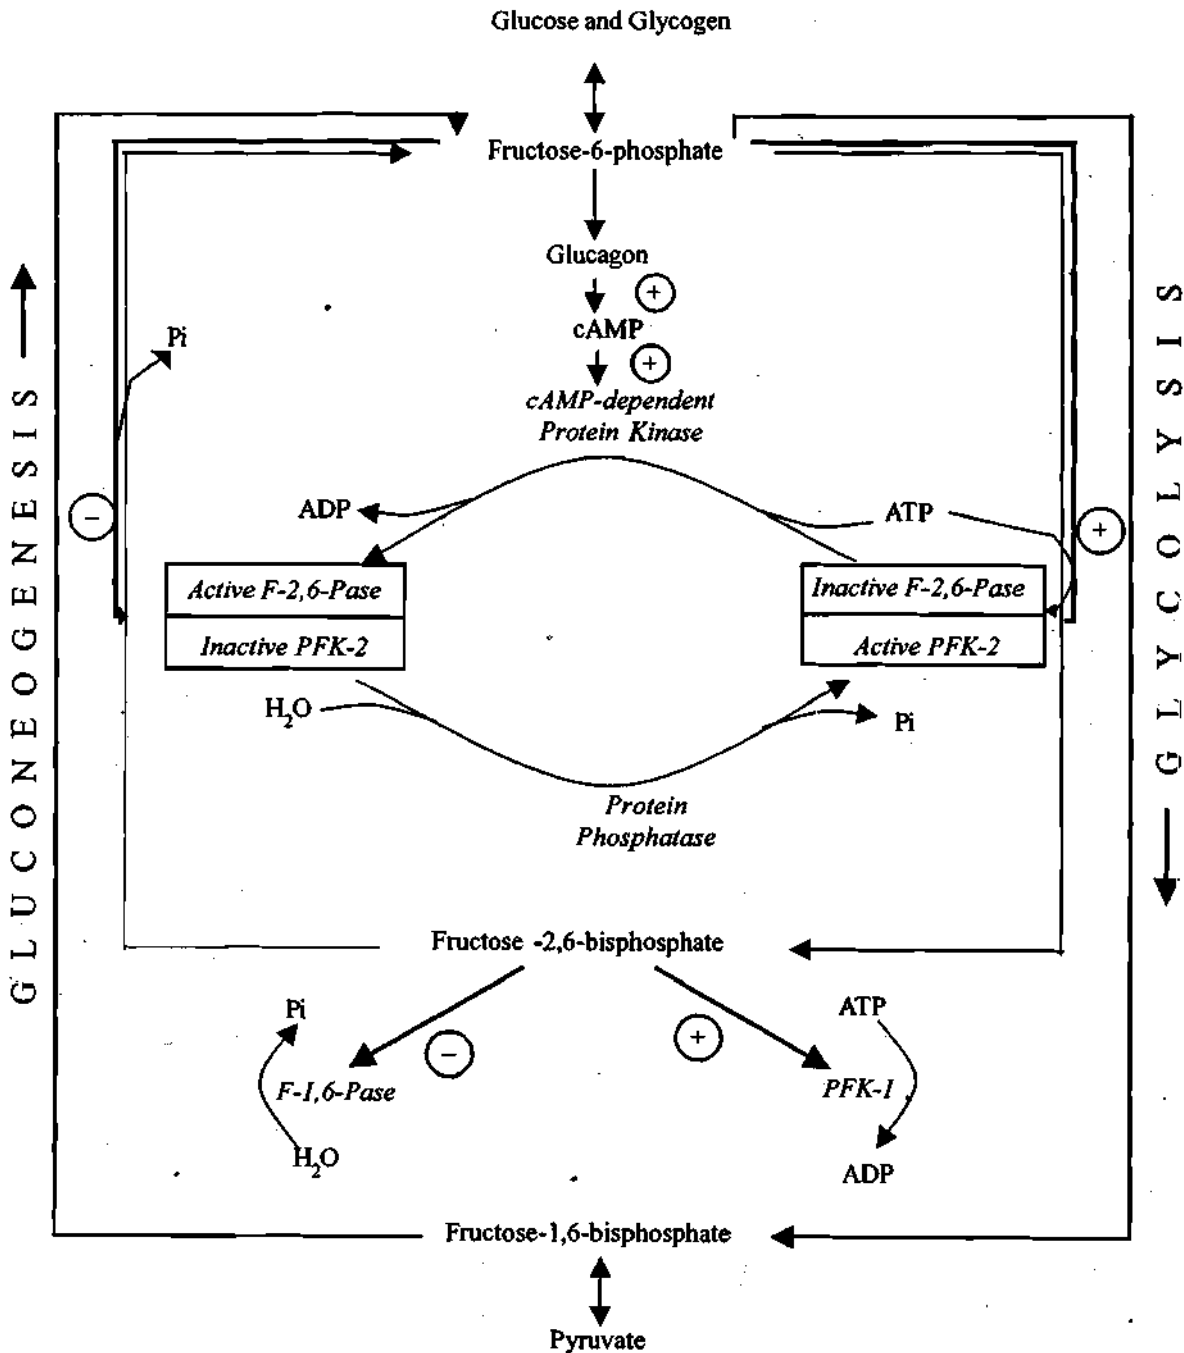 Glucose and Glycogen
Fructose-6-phosphate
Glucagon
+
cAMP
+
cAMP-dependent
Protein Kinase
Pi
GLUCONEOGENESIS
GLYCOLYSIS
−
+
ADP
ATP
Active F-2,6-Pase
Inactive PFK-2
Inactive F-2,6-Pase
Active PFK-2
H₂O
Pi
Protein
Phosphatase
Fructose -2,6-bisphosphate
Pi
−
+
ATP
F-1,6-Pase
PFK-1
H₂O
ADP
Fructose-1,6-bisphosphate
Pyruvate